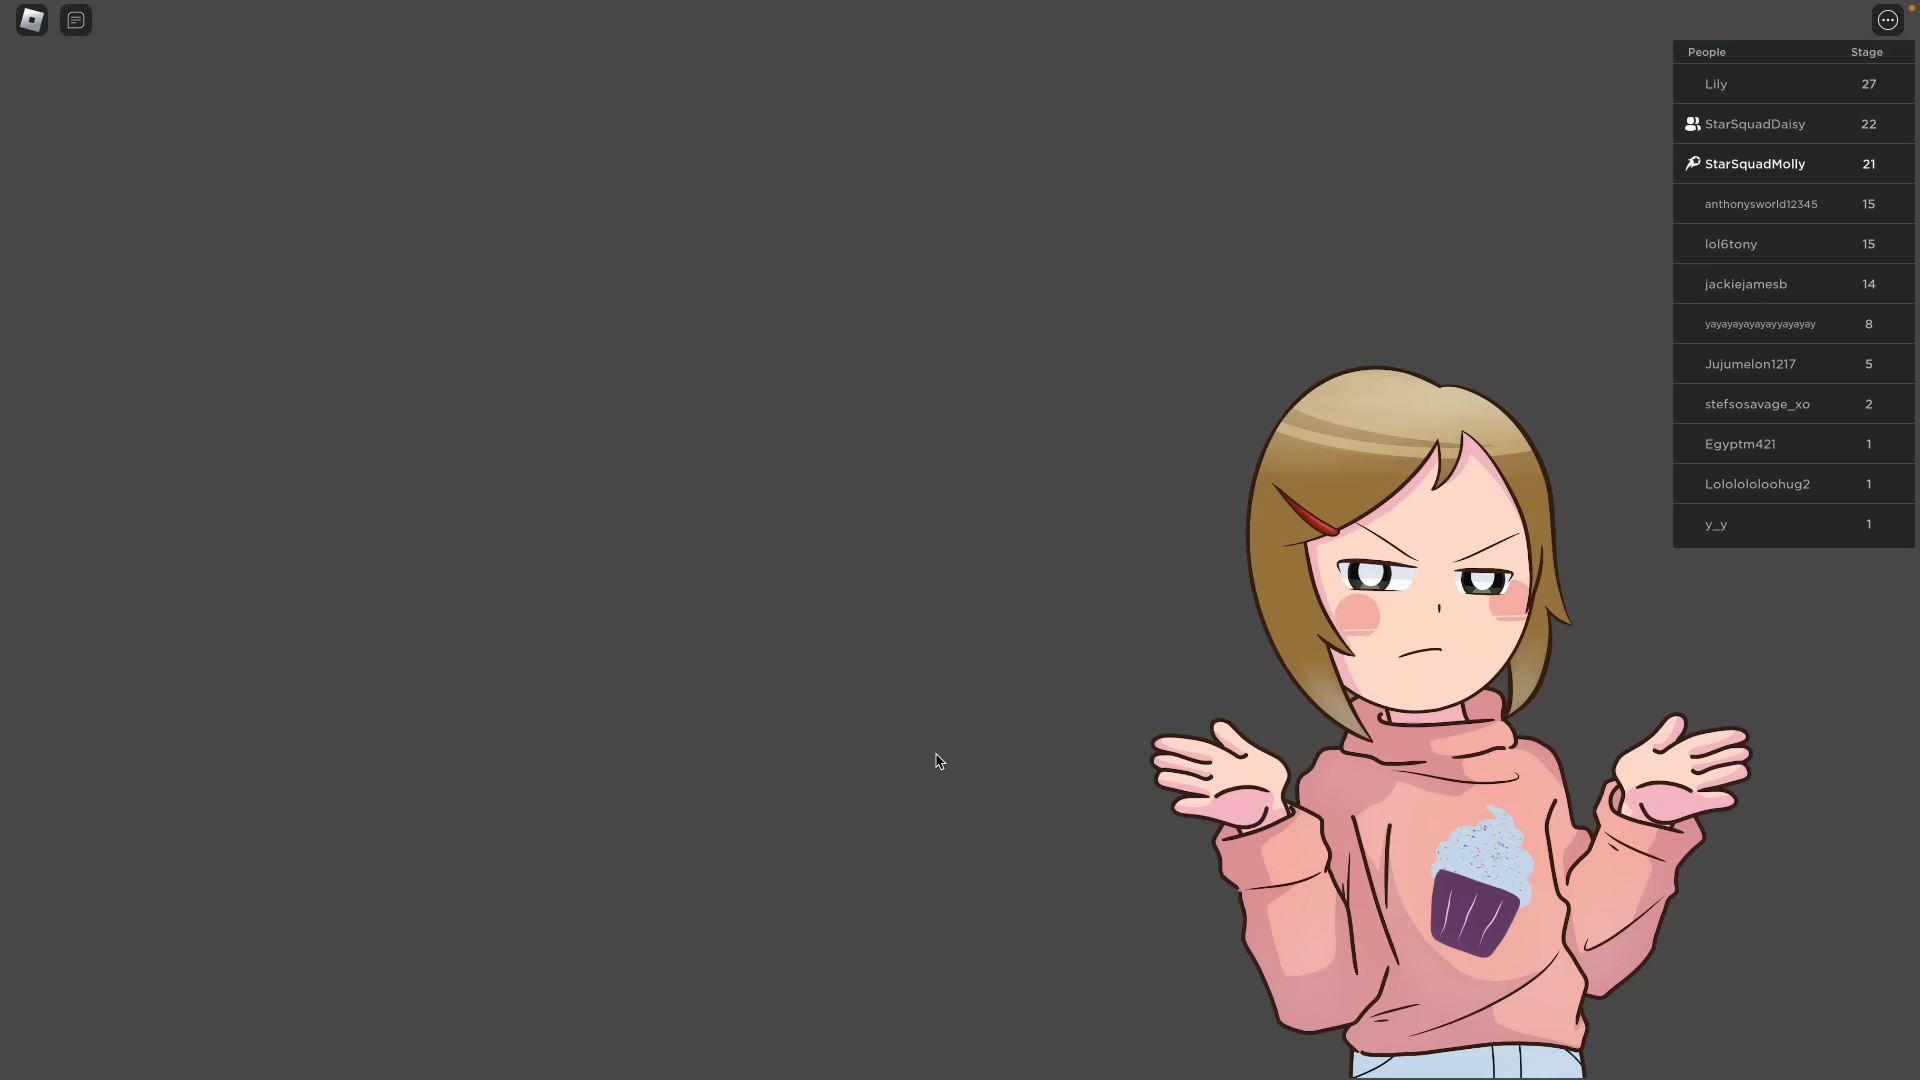 People Stage
Lily 27
StarSquadDaisy 22
StarSquadMolly 21
anthonysworld12345 15
lol6tony 15
jackiejamesb 14
yayayayayayayyayayay 8
Jujumelon1217 5
stefsosavage_xo 2
Egyptm421 1
Lololololoohug2 1
y_y 1